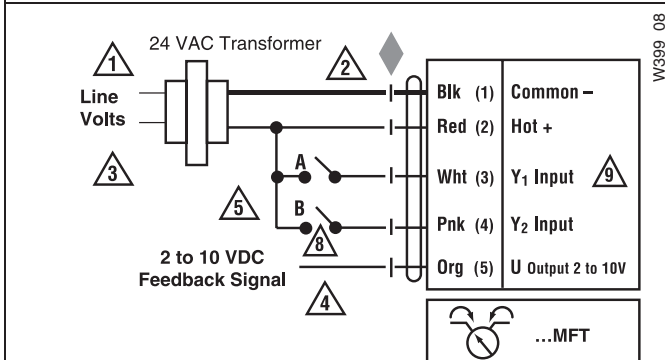 24 VAC Transformer
W399_08
1
2
Line
Volts
Blk (1) Common –
Red (2) Hot +
3
A
Wht (3) Y1 Input
9
5
B
8
Pnk (4) Y2 Input
2 to 10 VDC
Feedback Signal
Org (5) U Output 2 to 10V
4
...MFT